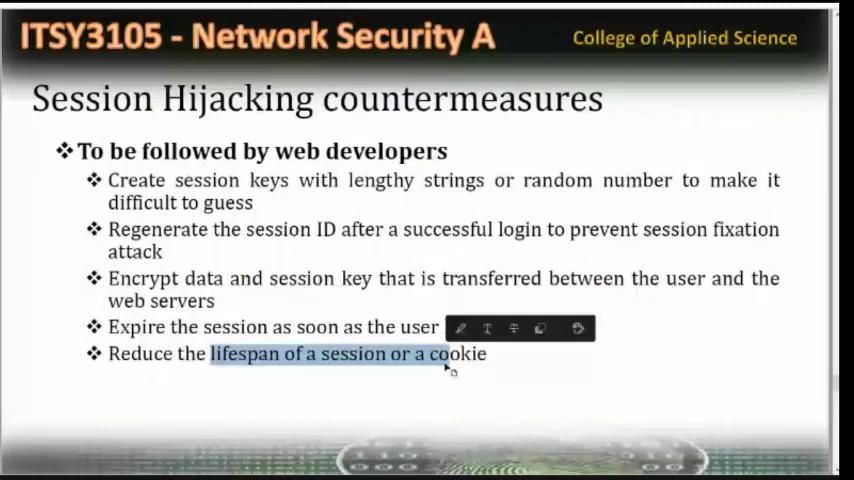 ITSY3105 - Network Security A
College of Applied Science
Session Hijacking countermeasures
❖To be followed by web developers
❖ Create session keys with lengthy strings or random number to make it
difficult to guess
❖ Regenerate the session ID after a successful login to prevent session fixation
attack
❖ Encrypt data and session key that is transferred between the user and the
web servers
❖ Expire the session as soon as the user
❖ Reduce the lifespan of a session or a cookie